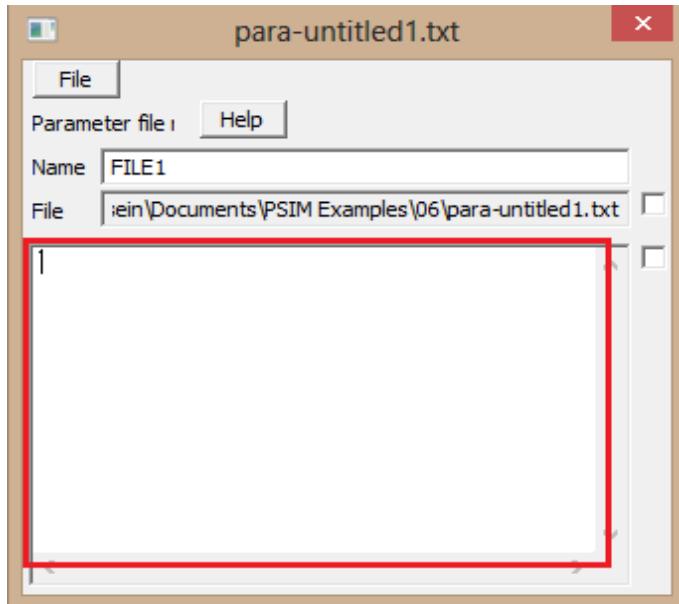 para-untitled1.txt
File
Parameter file Help
Name FILE1
File sein\Documents\PSIM Examples\06\para-untitled1.txt